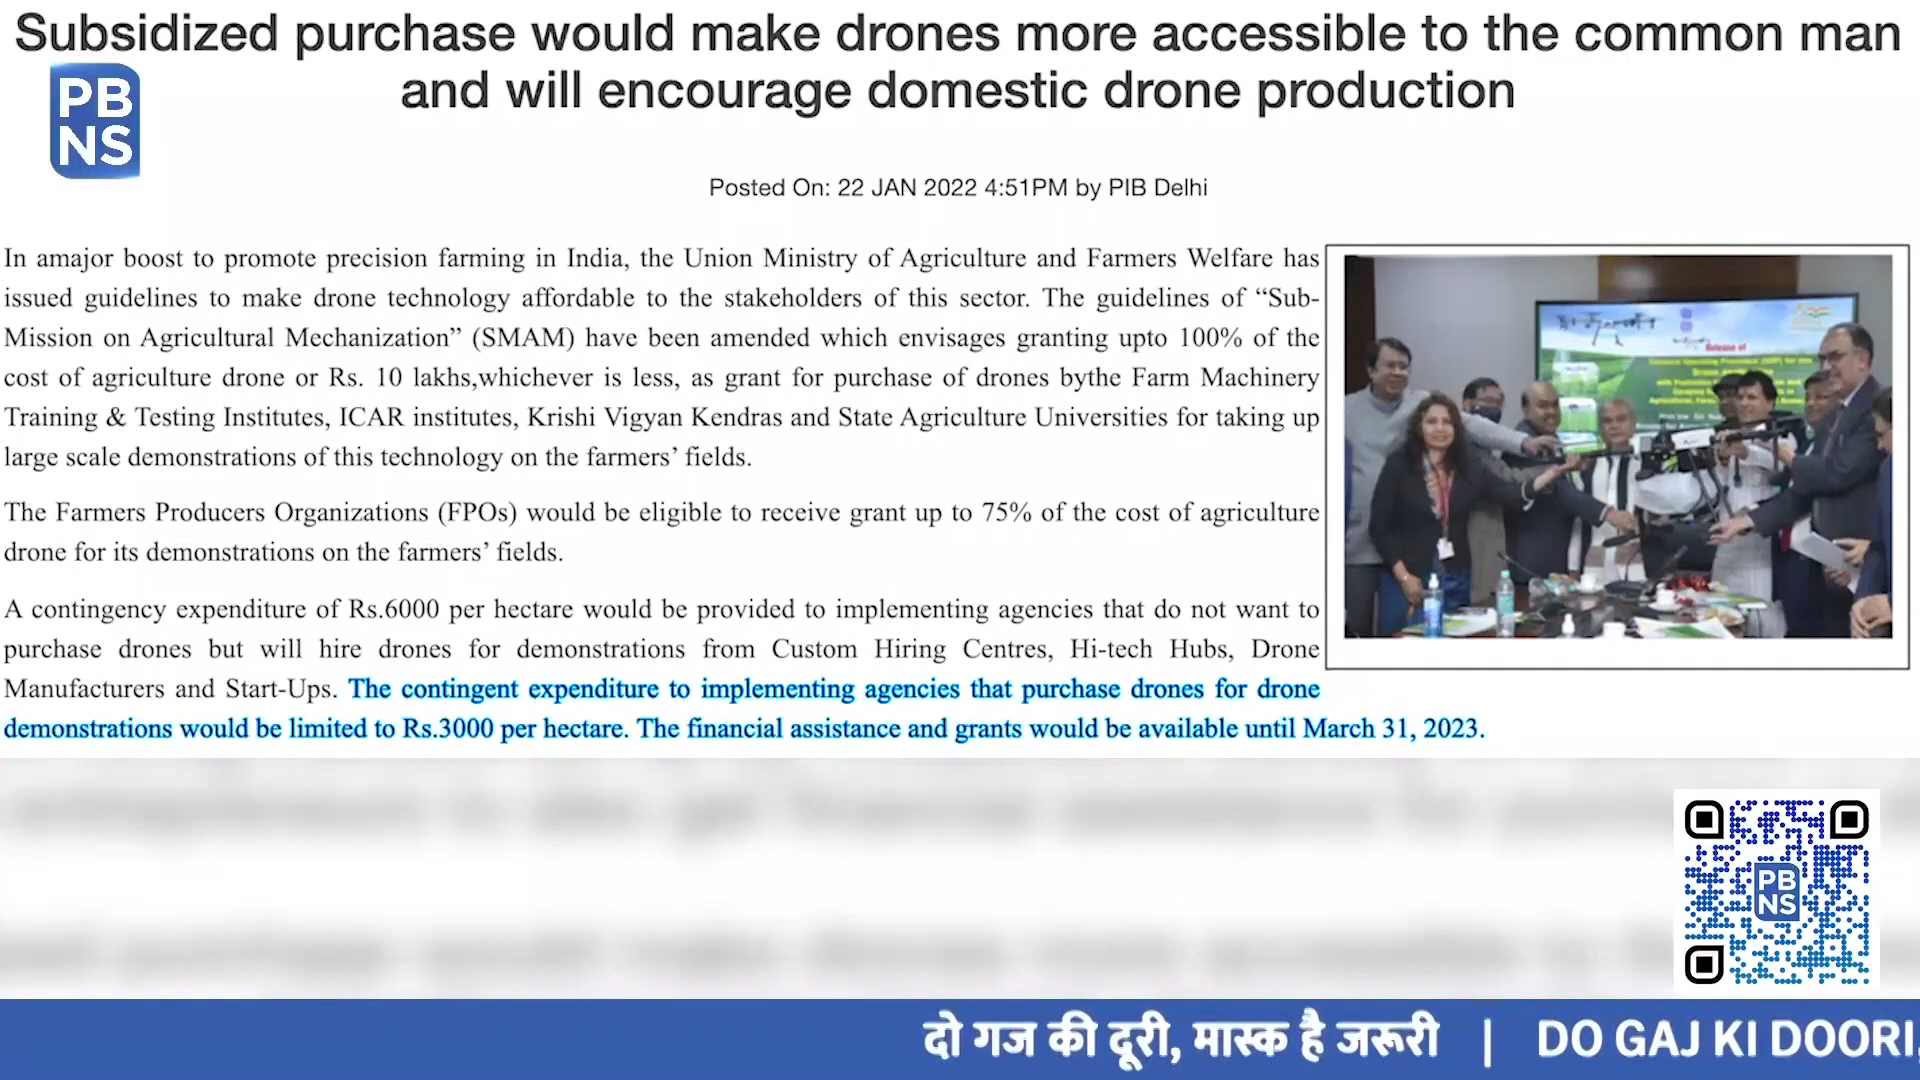 Subsidized purchase would make drones more accessible to the common man
and will encourage domestic drone production
PB
NS
Posted On: 22 JAN 2022 4:51PM by PIB Delhi
In amajor boost to promote precision farming in India, the Union Ministry of Agriculture and Farmers Welfare has
issued guidelines to make drone technology affordable to the stakeholders of this sector. The guidelines of “Sub-
Mission on Agricultural Mechanization” (SMAM) have been amended which envisages granting upto 100% of the
cost of agriculture drone or Rs. 10 lakhs,whichever is less, as grant for purchase of drones bythe Farm Machinery
Training & Testing Institutes, ICAR institutes, Krishi Vigyan Kendras and State Agriculture Universities for taking up
large scale demonstrations of this technology on the farmers’ fields.
The Farmers Producers Organizations (FPOs) would be eligible to receive grant up to 75% of the cost of agriculture
drone for its demonstrations on the farmers’ fields.
A contingency expenditure of Rs.6000 per hectare would be provided to implementing agencies that do not want to
purchase drones but will hire drones for demonstrations from Custom Hiring Centres, Hi-tech Hubs, Drone
Manufacturers and Start-Ups. The contingent expenditure to implementing agencies that purchase drones for drone
demonstrations would be limited to Rs.3000 per hectare. The financial assistance and grants would be available until March 31, 2023.
Release of
PB
NS
दो गज की दूरी, मास्क है जरूरी | DO GAJ KI DOORI,